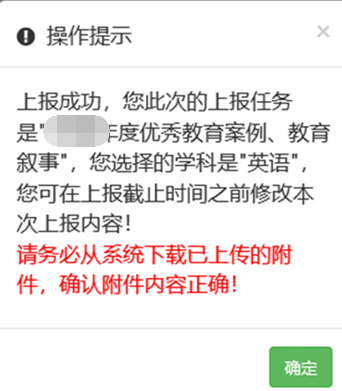 操作提示
×
上报成功，您此次的上报任务
是"年度优秀教育案例、教育
叙事"，您选择的学科是"英语"，
您可在上报截止时间之前修改本
次上报内容！
请务必从系统下载已上传的附
件，确认附件内容正确！
确定